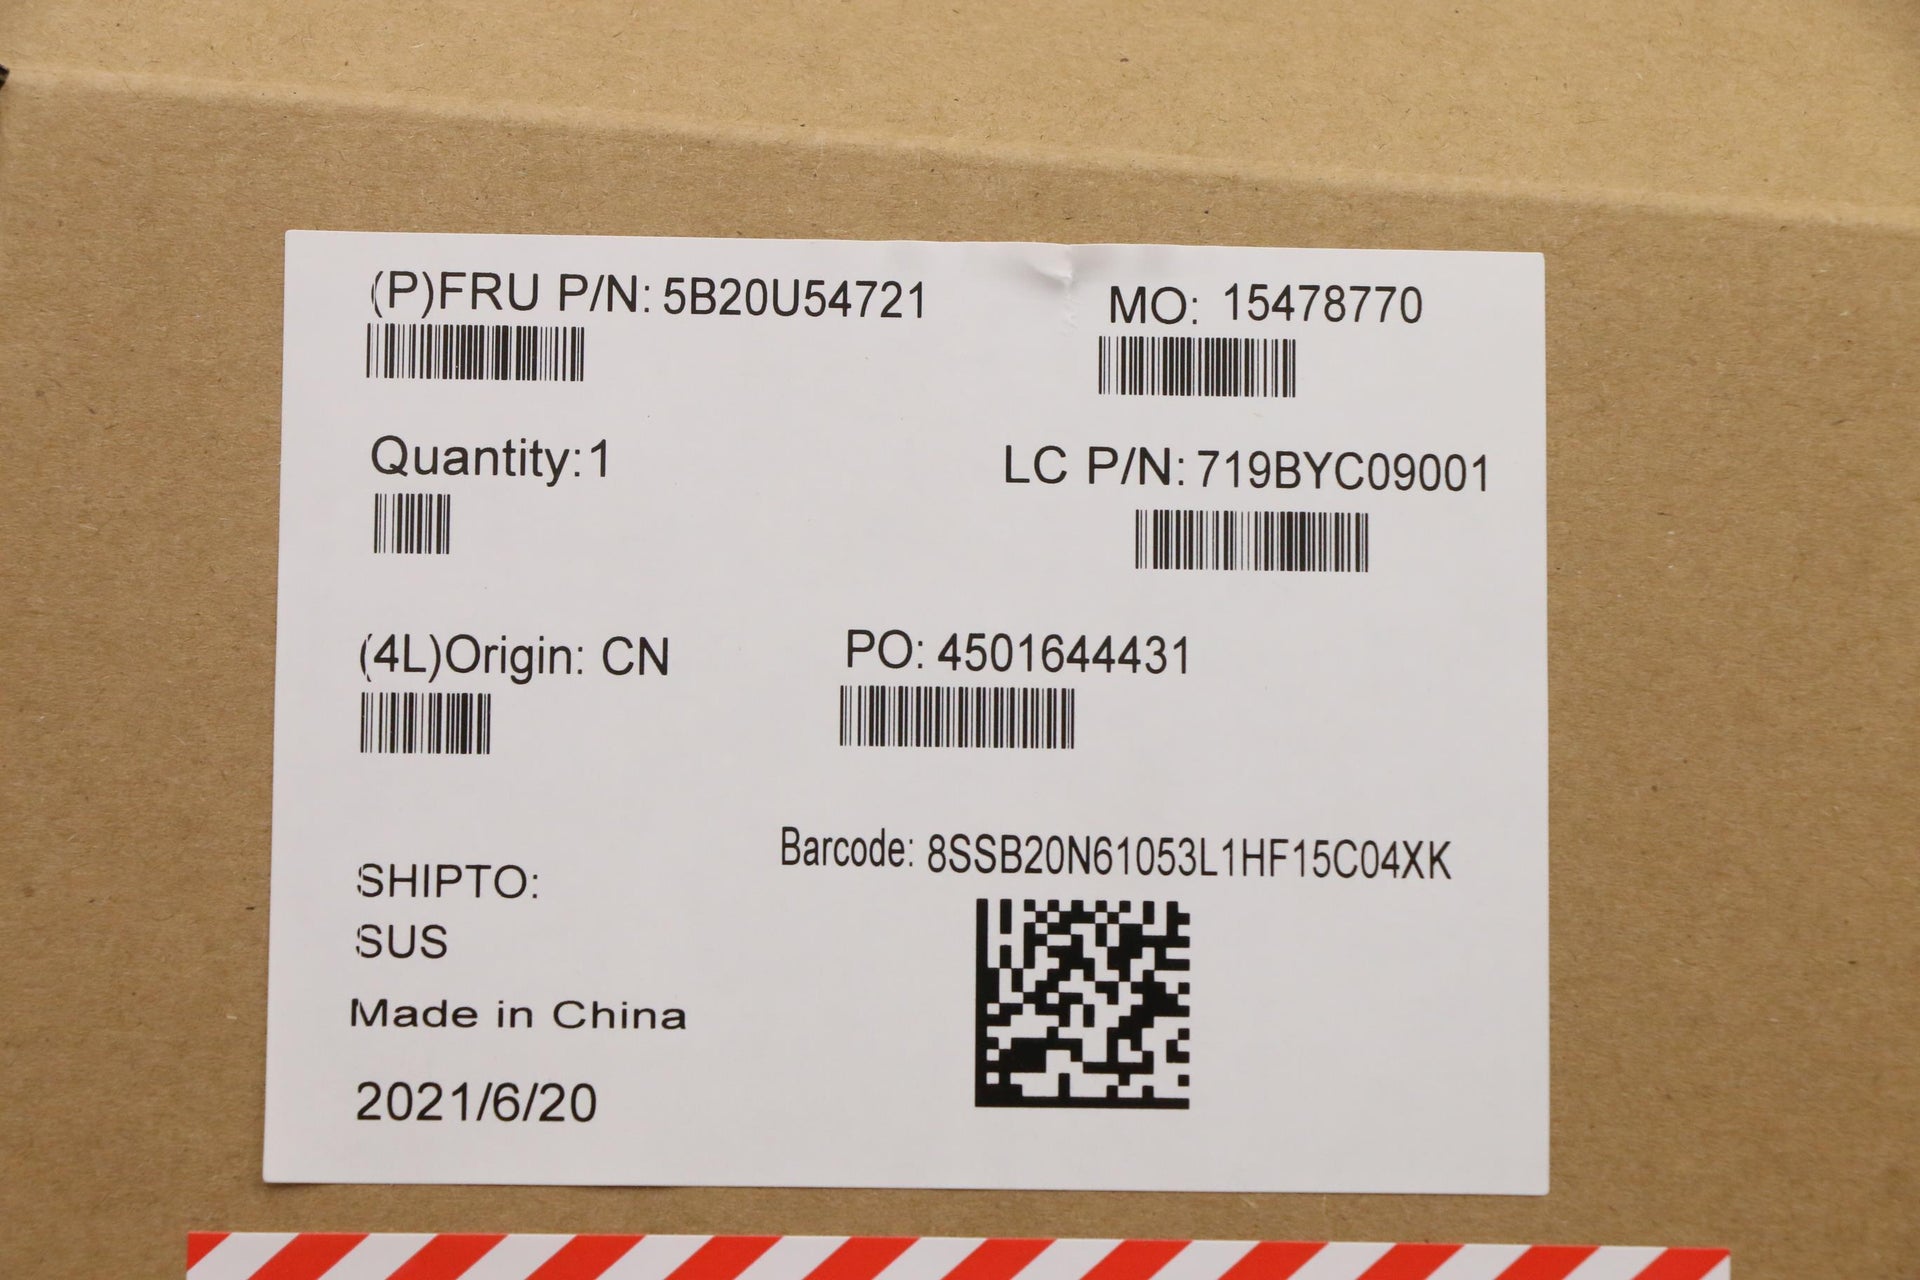 (P)FRU P/N: 5B20U54721
MO: 15478770
Quantity:1
LC P/N: 719BYC09001
(4L)Origin: CN
PO: 4501644431
Barcode: 8SSB20N61053L1HF15C04XK
SHIPTO:
SUS
Made in China
2021/6/20